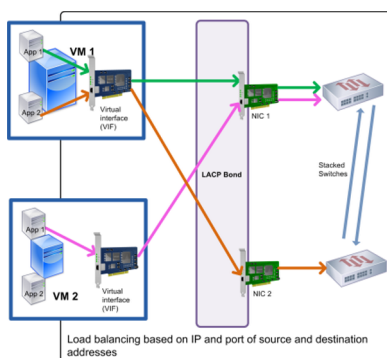 App 1
VM 1
App 2
Virtual
interface
(VIF)
NIC 1
LACP Bond
Stacked
Switches
App 1
VM 2
App 2
Virtual
interface
(VIF)
NIC 2
Load balancing based on IP and port of source and destination
addresses